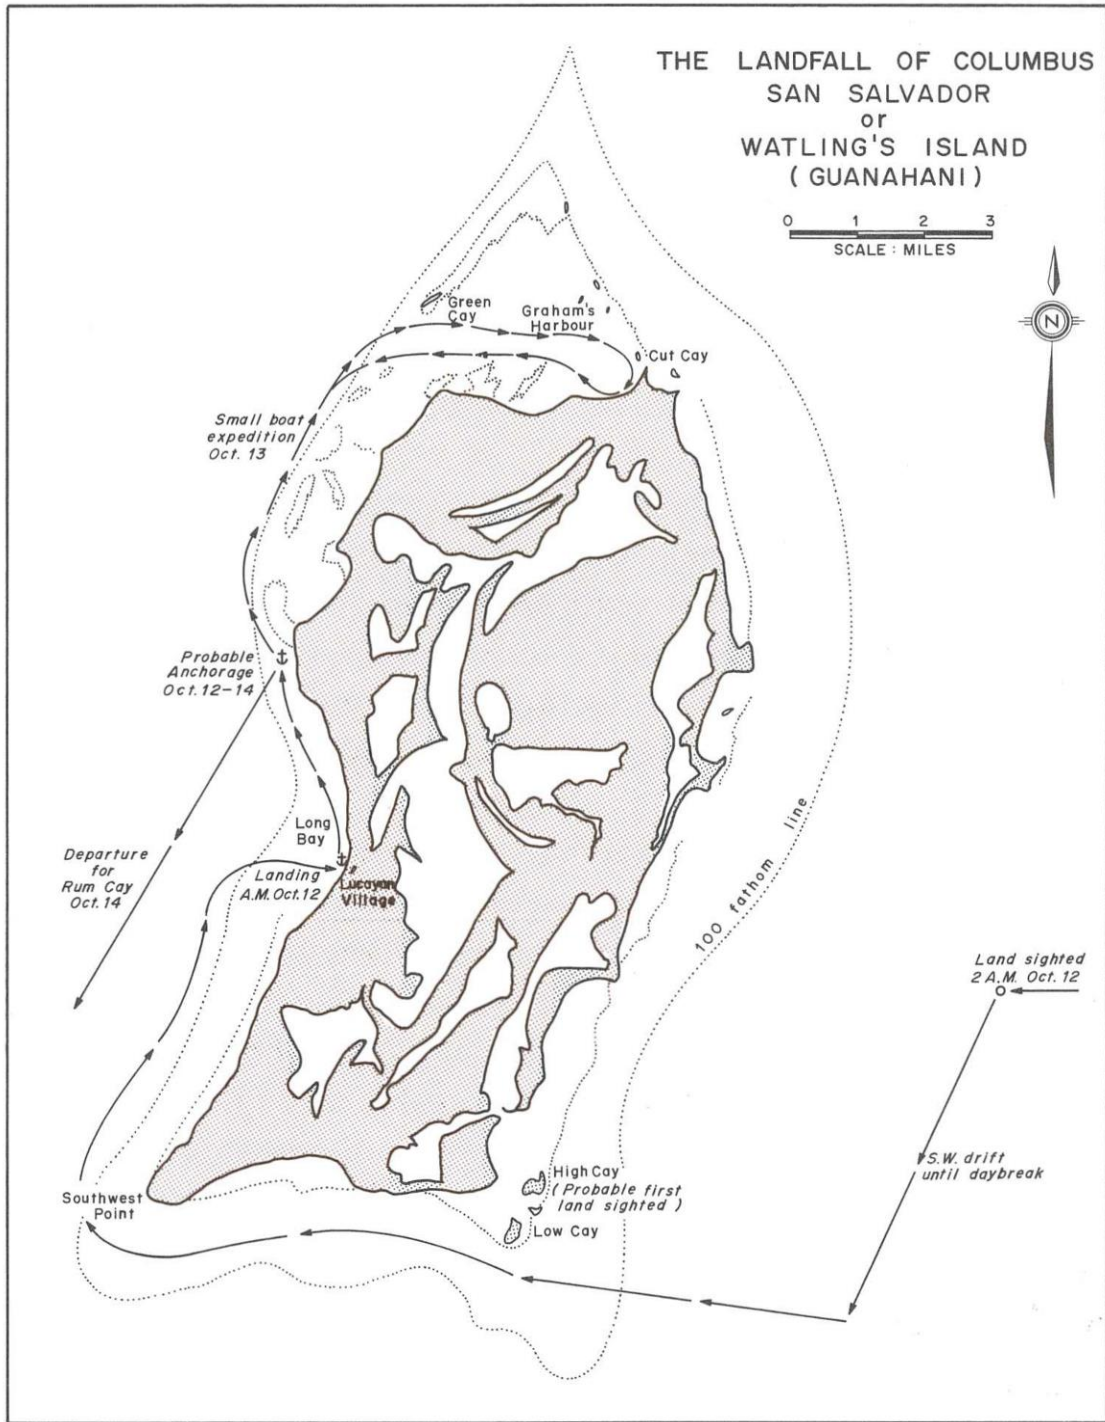 THE LANDFALL OF COLUMBUS
SAN SALVADOR
or
WATLING'S ISLAND
( GUANAHANI )
0 1 2 3
SCALE : MILES
N
Green
Cay
Graham's
Harbour
Cut Cay
Small boat
expedition
Oct. 13
Probable
Anchorage
Oct. 12-14
Long
Bay
Departure
for
Rum Cay
Oct. 14
Landing
A.M. Oct. 12
Lucayan
Village
100 fathom line
Land sighted
2 A.M. Oct. 12
S.W. drift
until daybreak
High Cay
( Probable first
land sighted )
Low Cay
Southwest
Point